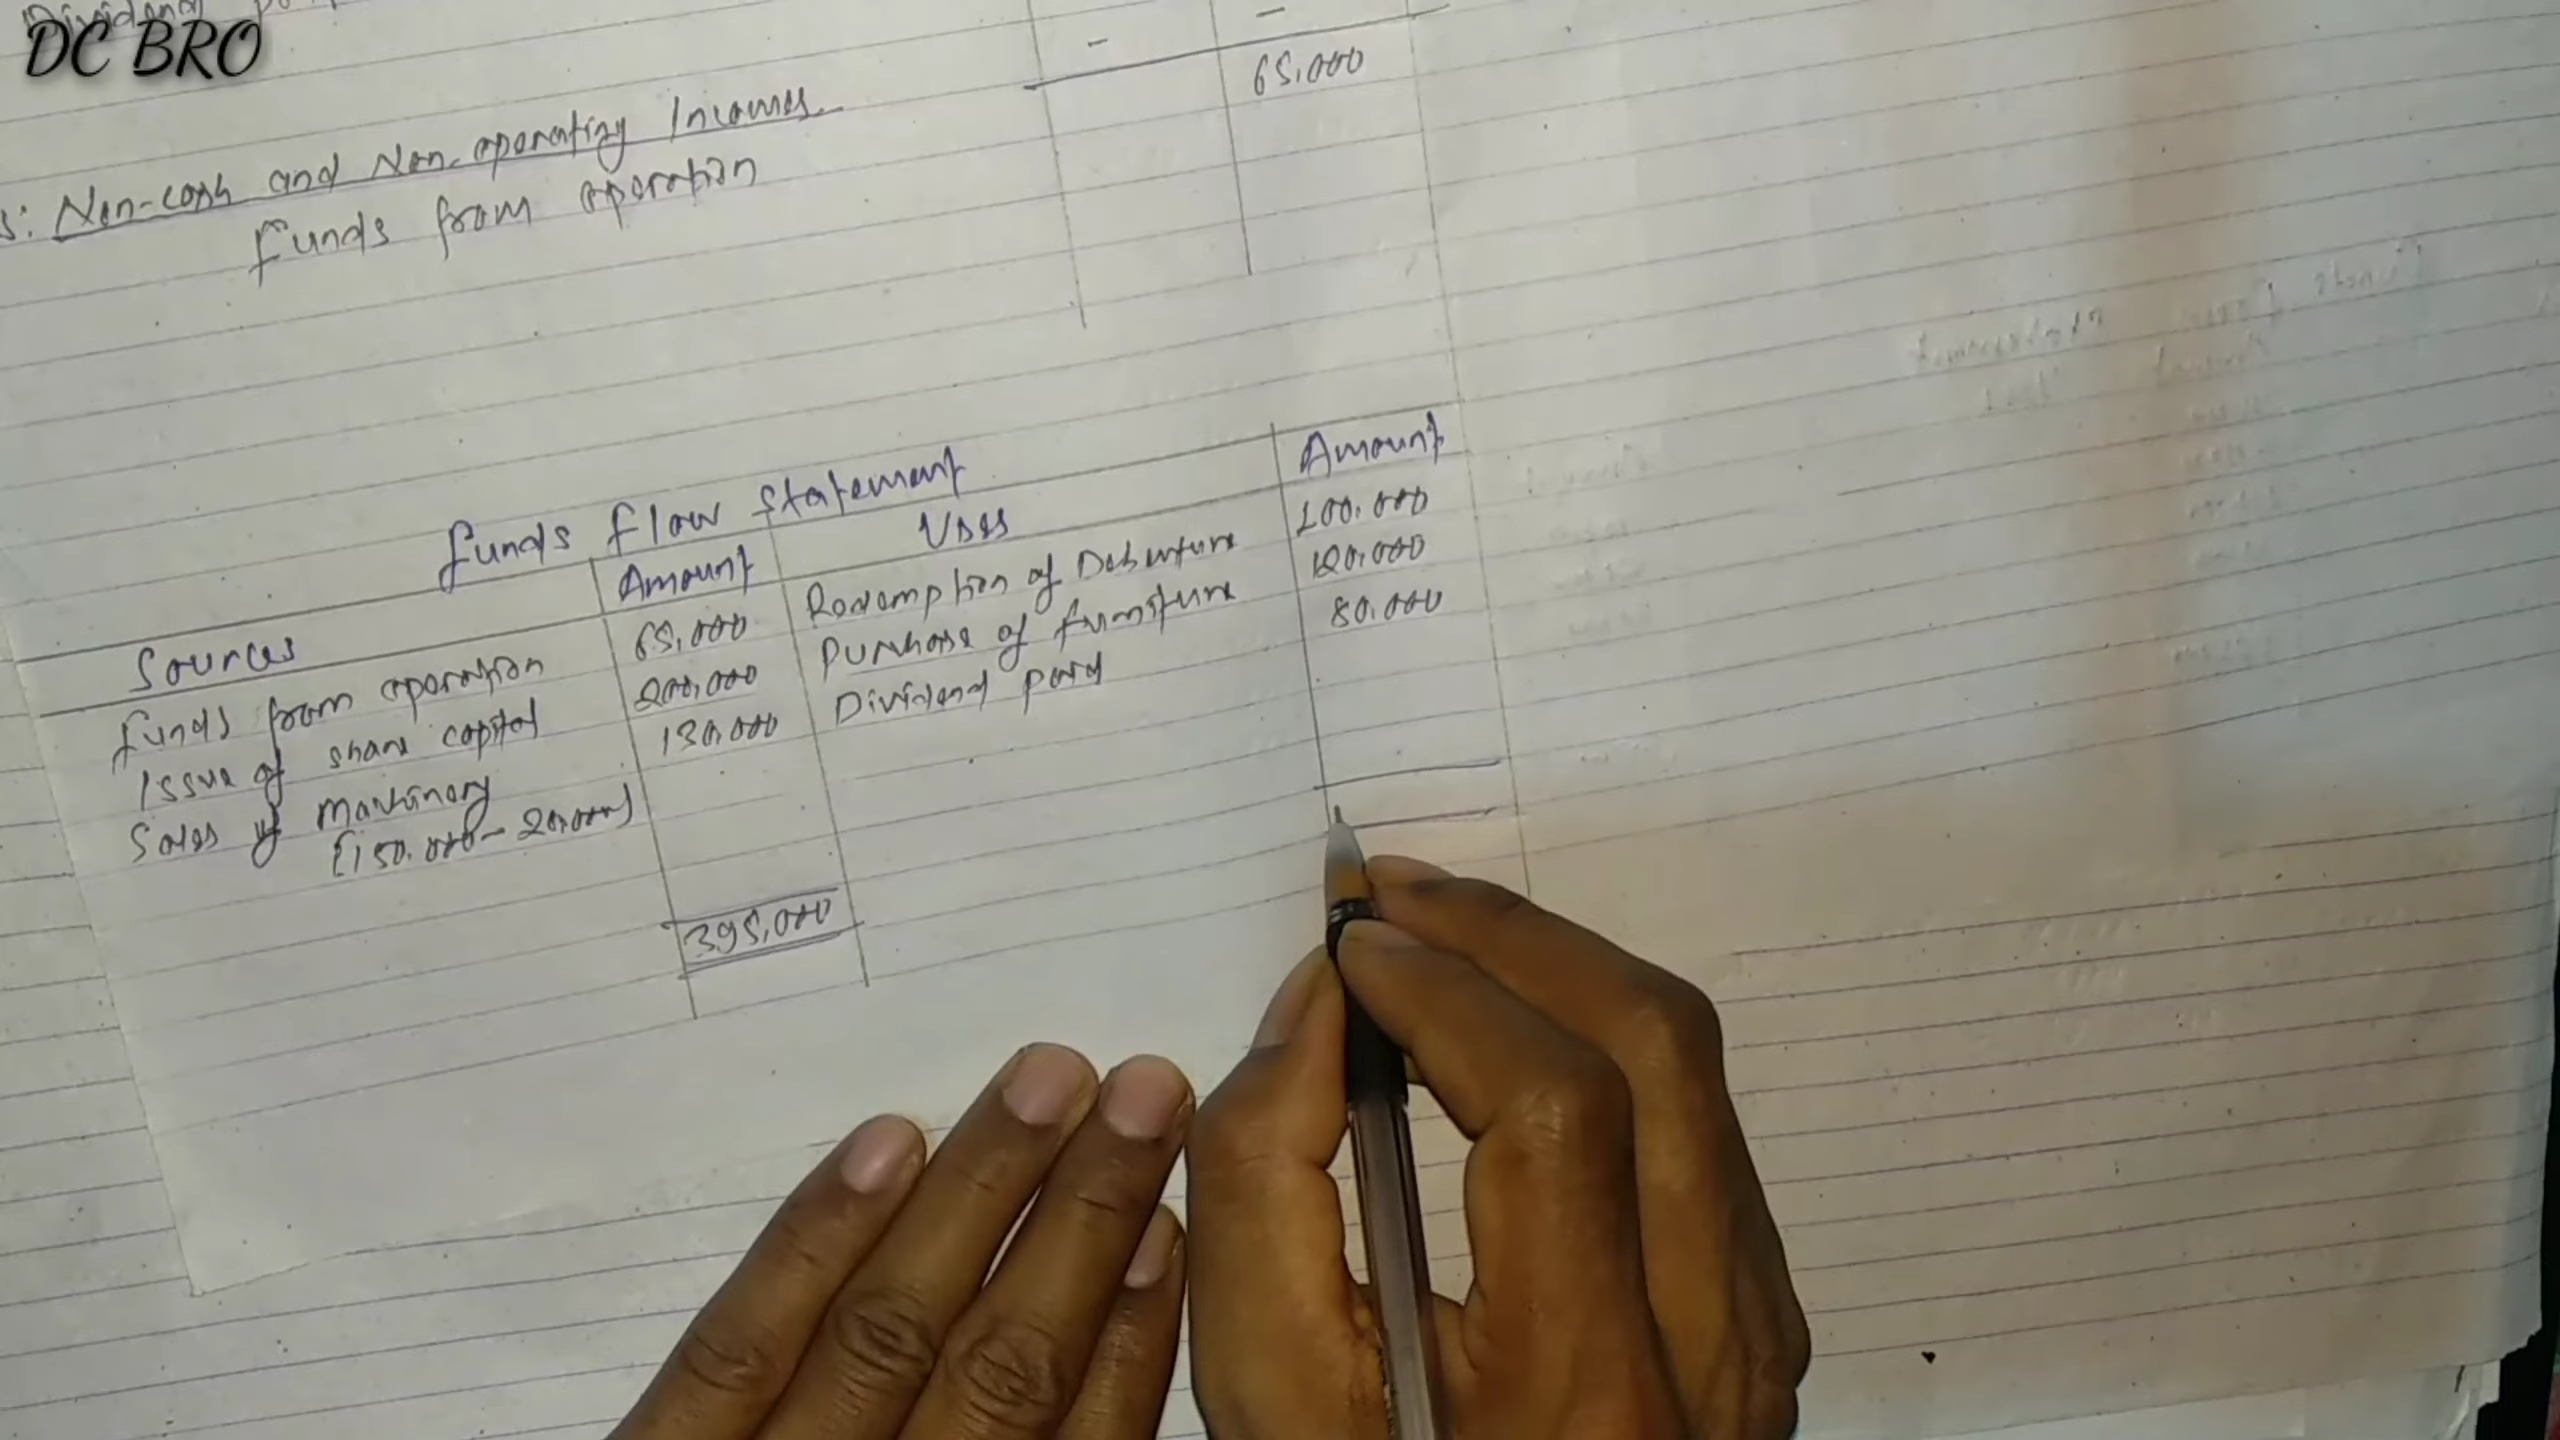 DC BRO
-
-
65,000
s: Non-cash and Non-operating Incomes
Funds from operation
Funds Flow Statement
Sources Amount Uses Amount
Funds from operation 65,000 Redemption of Debenture 100,000
Issue of share capital 200,000 Purchase of furniture 120,000
Sales of Machinery 130,000 Dividend paid 80,000
[150,000 - 20,000]
395,000